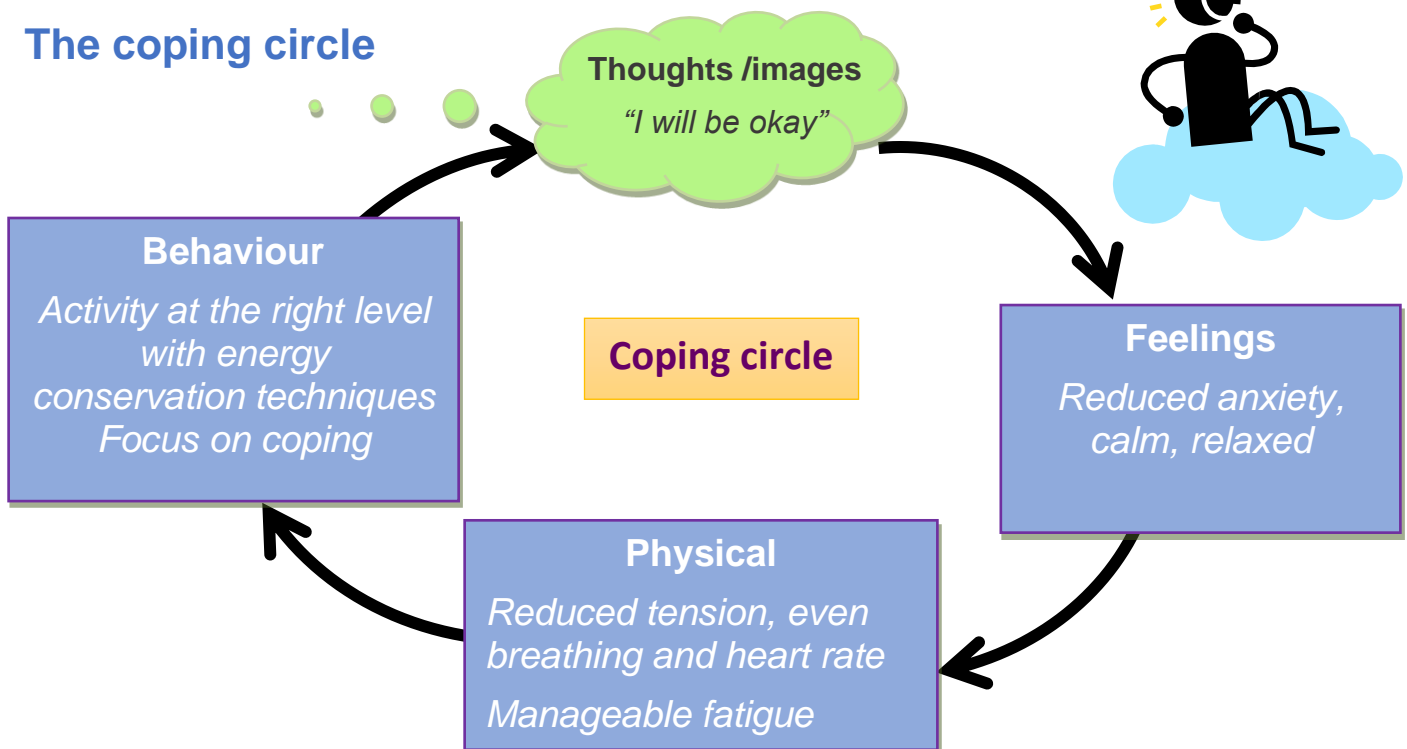 The coping circle
Thoughts /images
“I will be okay”
Behaviour
Activity at the right level
with energy
conservation techniques
Focus on coping
Coping circle
Feelings
Reduced anxiety,
calm, relaxed
Physical
Reduced tension, even
breathing and heart rate
Manageable fatigue